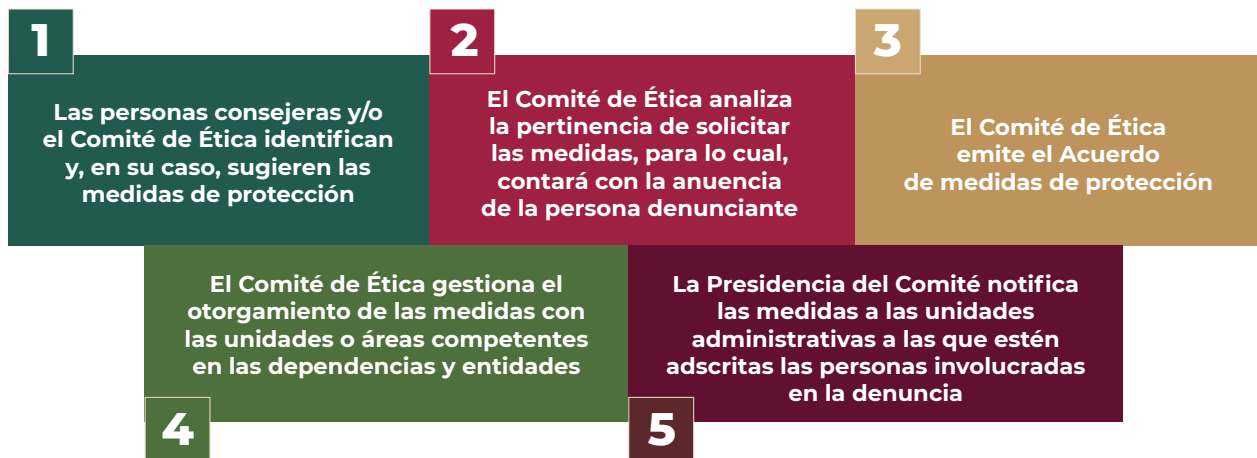 1
Las personas consejeras y/o
el Comité de Ética identifican
y, en su caso, sugieren las
medidas de protección
2
El Comité de Ética analiza
la pertinencia de solicitar
las medidas, para lo cual,
contará con la anuencia
de la persona denunciante
3
El Comité de Ética
emite el Acuerdo
de medidas de protección
El Comité de Ética gestiona el
otorgamiento de las medidas con
las unidades o áreas competentes
en las dependencias y entidades
4
La Presidencia del Comité notifica
las medidas a las unidades
administrativas a las que estén
adscritas las personas involucradas
en la denuncia
5